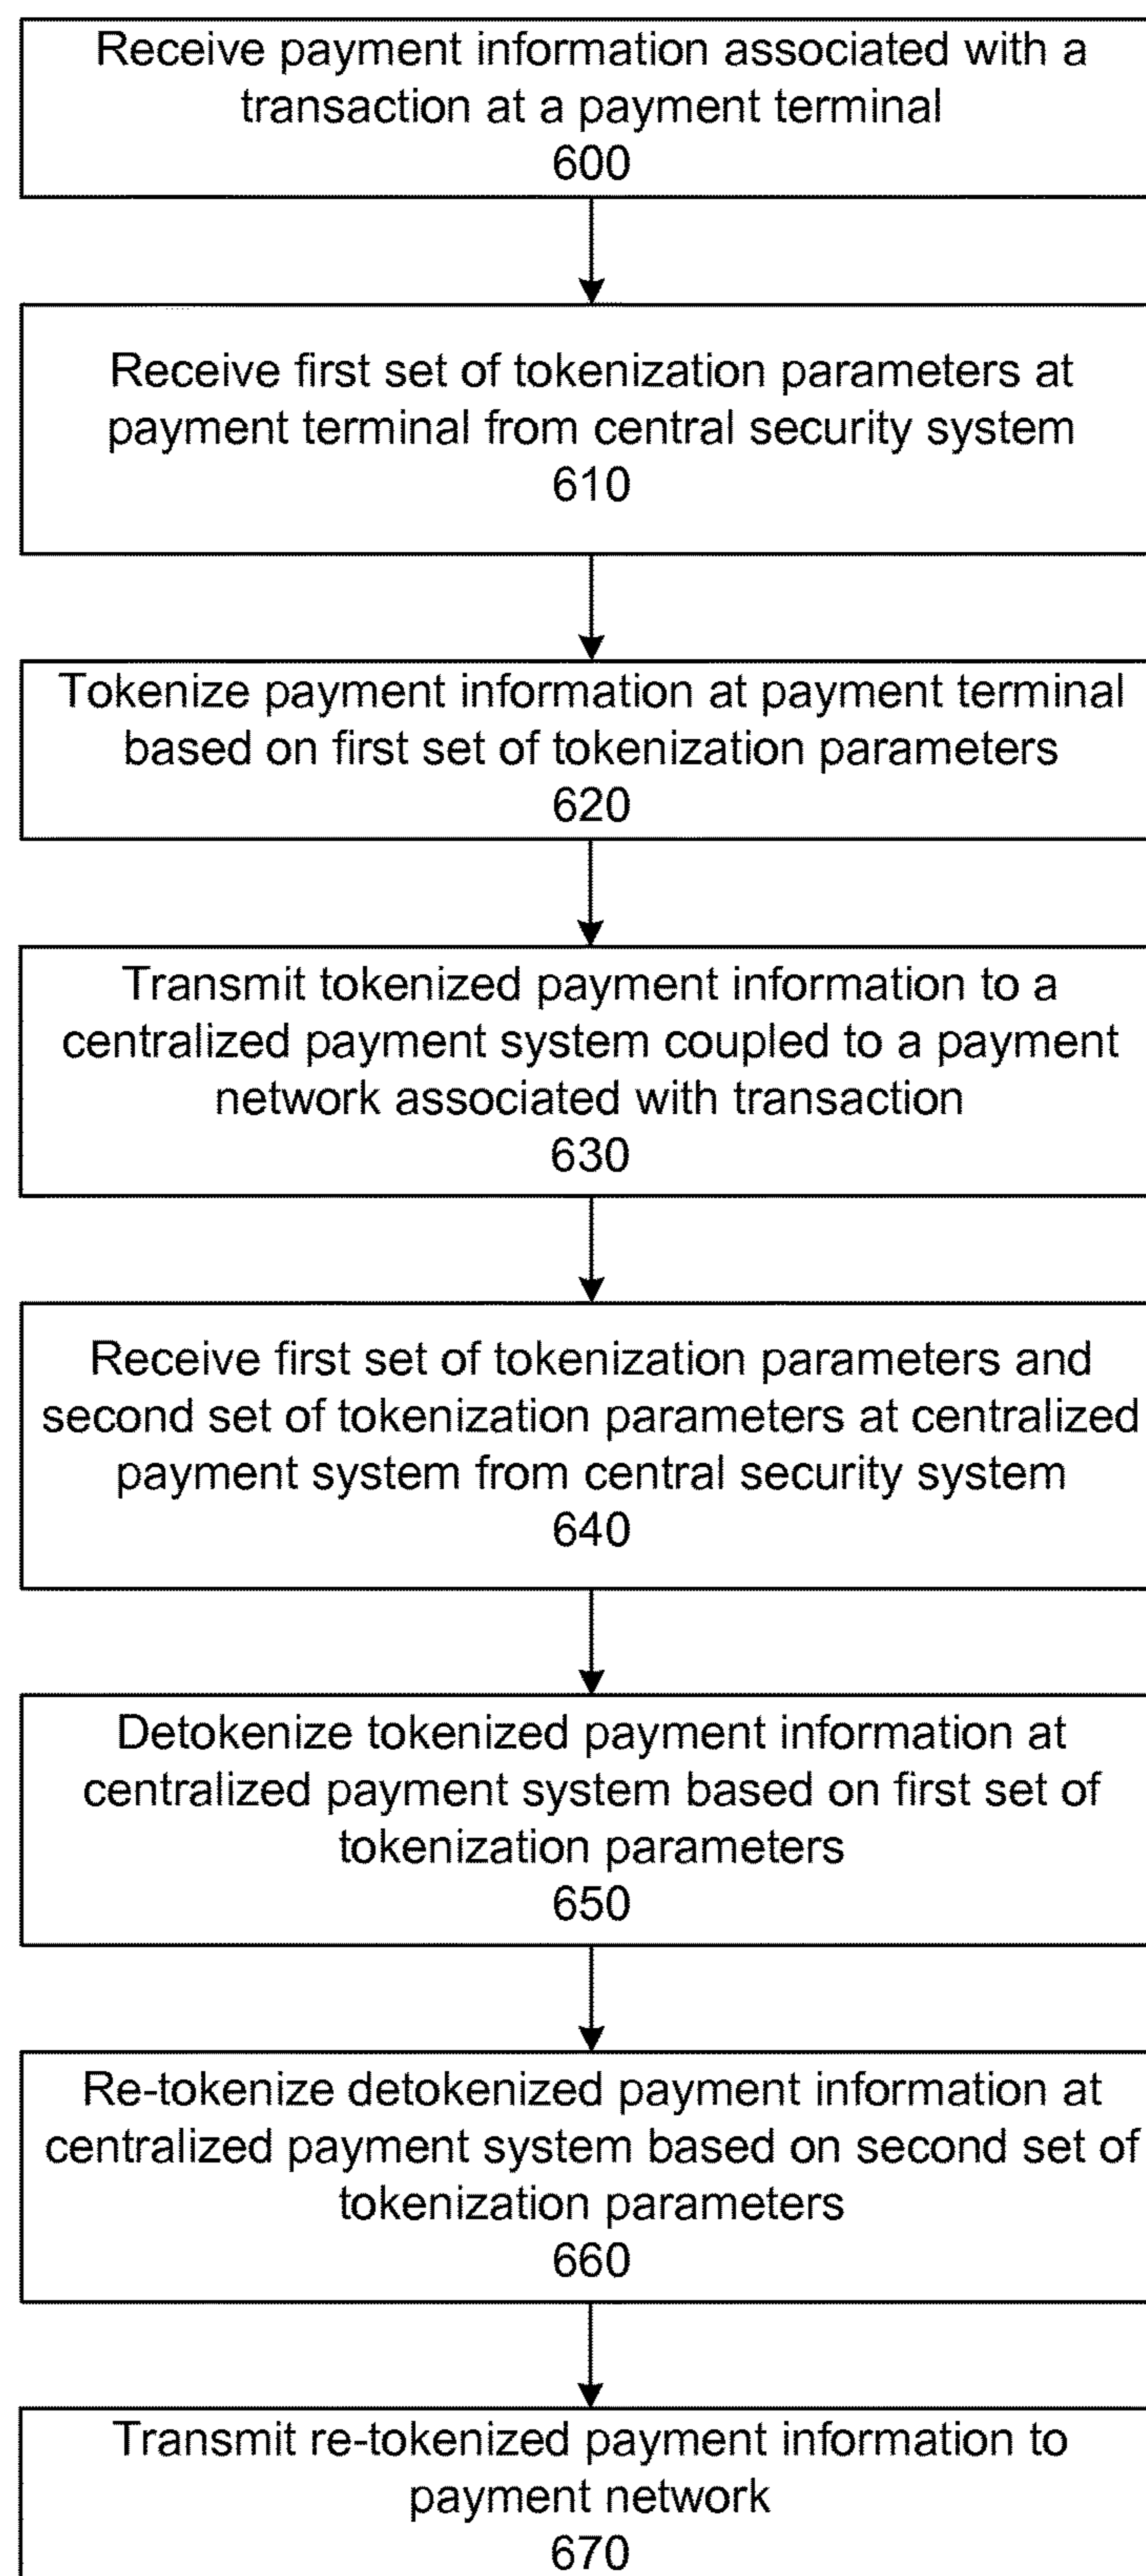 Receive payment information associated with a
transaction at a payment terminal
600
Receive first set of tokenization parameters at
payment terminal from central security system
610
Tokenize payment information at payment terminal
based on first set of tokenization parameters
620
Transmit tokenized payment information to a
centralized payment system coupled to a payment
network associated with transaction
630
Receive first set of tokenization parameters and
second set of tokenization parameters at centralized
payment system from central security system
640
Detokenize tokenized payment information at
centralized payment system based on first set of
tokenization parameters
650
Re-tokenize detokenized payment information at
centralized payment system based on second set of
tokenization parameters
660
Transmit re-tokenized payment information to
payment network
670